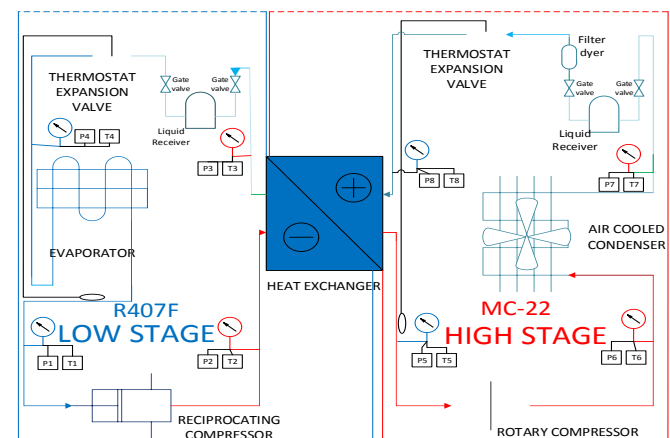 THERMOSTAT
EXPANSION
VALVE
Gate
valve
Gate
valve
Liquid
Receiver
P4 T4
P3 T3
EVAPORATOR
R407F
LOW STAGE
P1 T1
P2 T2
RECIPROCATING
COMPRESSOR
HEAT EXCHANGER
THERMOSTAT
EXPANSION
VALVE
Filter
dyer
Gate
valve
Gate
valve
Liquid
Receiver
P8 T8
P7 T7
AIR COOLED
CONDENSER
MC-22
HIGH STAGE
P5 T5
P6 T6
ROTARY COMPRESSOR